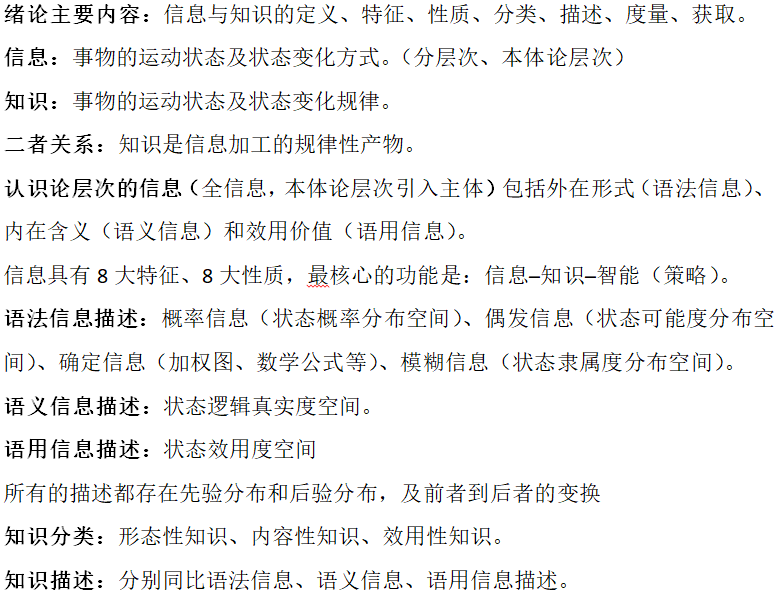 绪论主要内容：信息与知识的定义、特征、性质、分类、描述、度量、获取。
信息：事物的运动状态及状态变化方式。（分层次、本体论层次）
知识：事物的运动状态及状态变化规律。
二者关系：知识是信息加工的规律性产物。
认识论层次的信息（全信息，本体论层次引入主体）包括外在形式（语法信息）、
内在含义（语义信息）和效用价值（语用信息）。
信息具有 8 大特征、8 大性质，最核心的功能是：信息–知识–智能（策略）。
语法信息描述：概率信息（状态概率分布空间）、偶发信息（状态可能度分布空
间）、确定信息（加权图、数学公式等）、模糊信息（状态隶属度分布空间）。
语义信息描述：状态逻辑真实度空间。
语用信息描述：状态效用度空间
所有的描述都存在先验分布和后验分布，及前者到后者的变换
知识分类：形态性知识、内容性知识、效用性知识。
知识描述：分别同比语法信息、语义信息、语用信息描述。